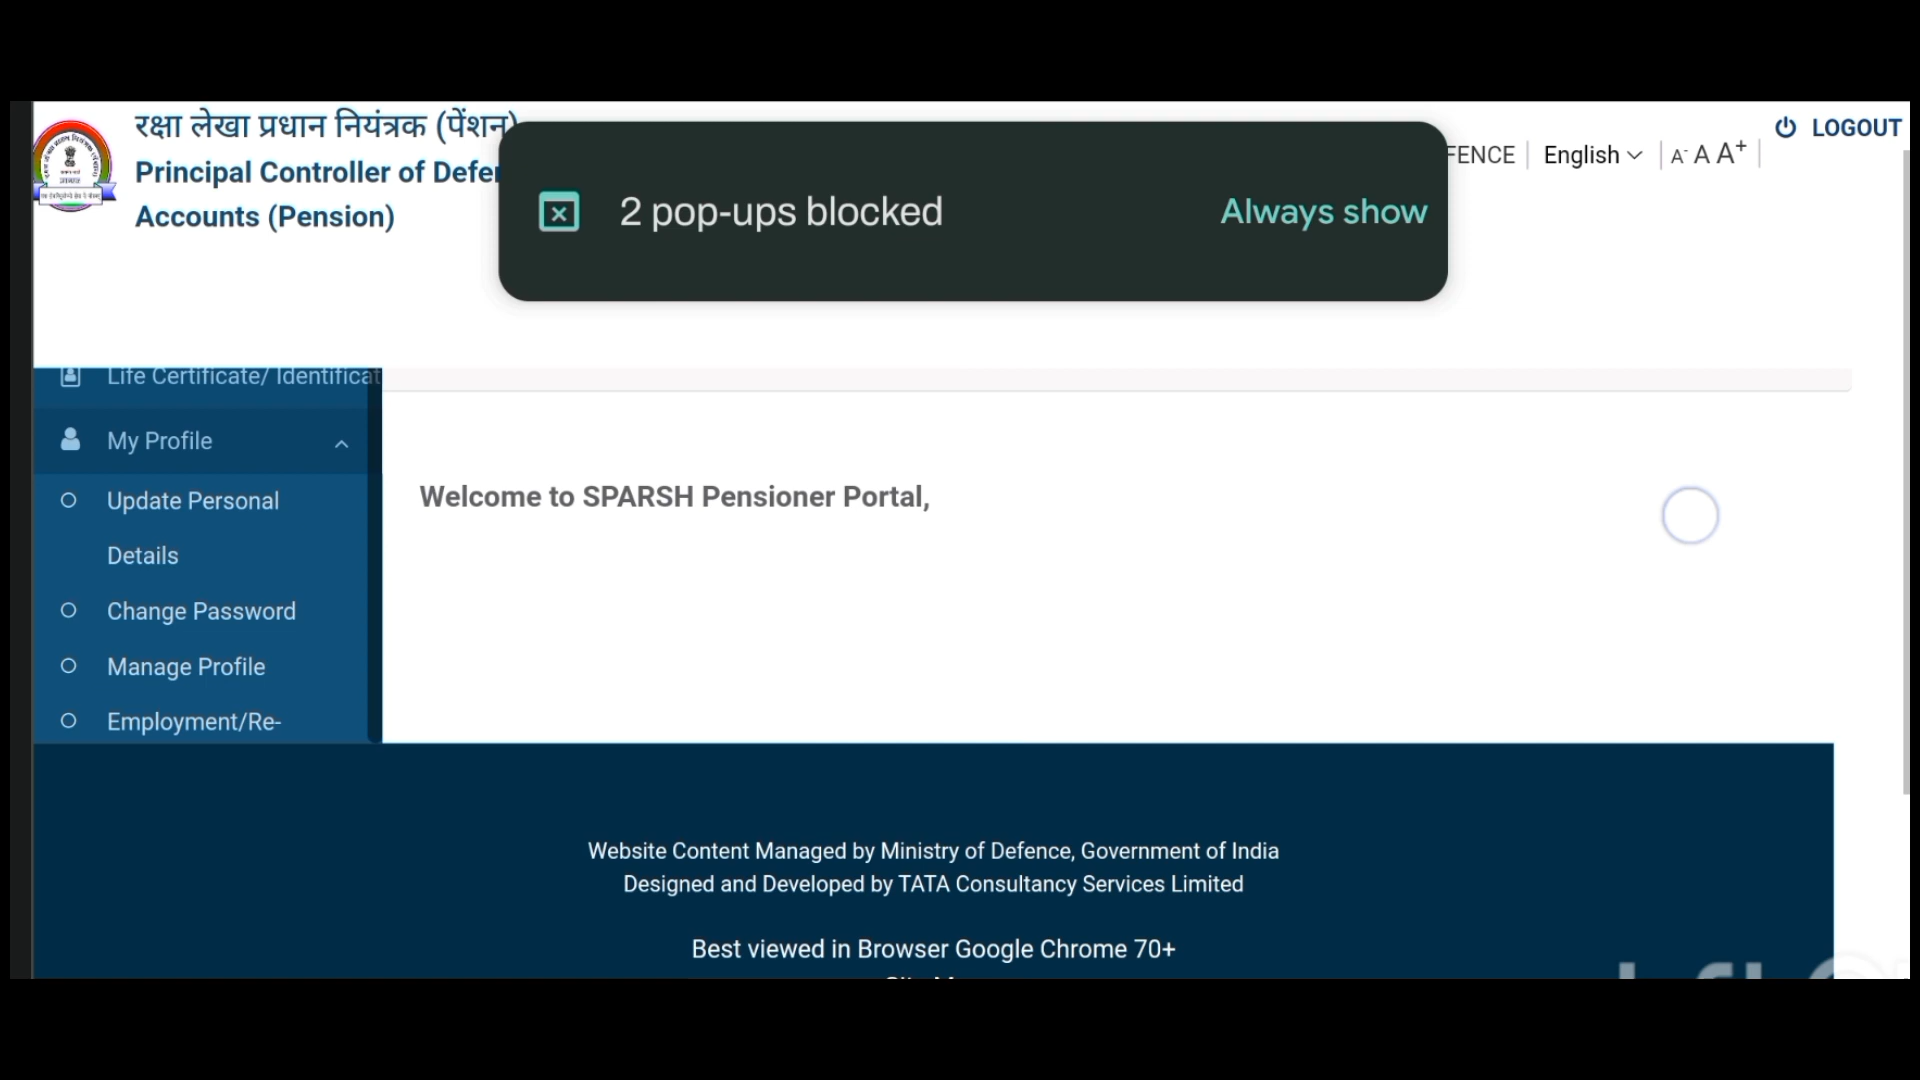 रक्षा लेखा प्रधान नियंत्रक (पेंशन)
Principal Controller of Defen
Accounts (Pension)
2 pop-ups blocked
Always show
FENCE
English
A- A A+
LOGOUT
Life Certificate/ Identificat
My Profile
Update Personal
Details
Change Password
Manage Profile
Employment/Re-
Welcome to SPARSH Pensioner Portal,
Website Content Managed by Ministry of Defence, Government of India
Designed and Developed by TATA Consultancy Services Limited
Best viewed in Browser Google Chrome 70+